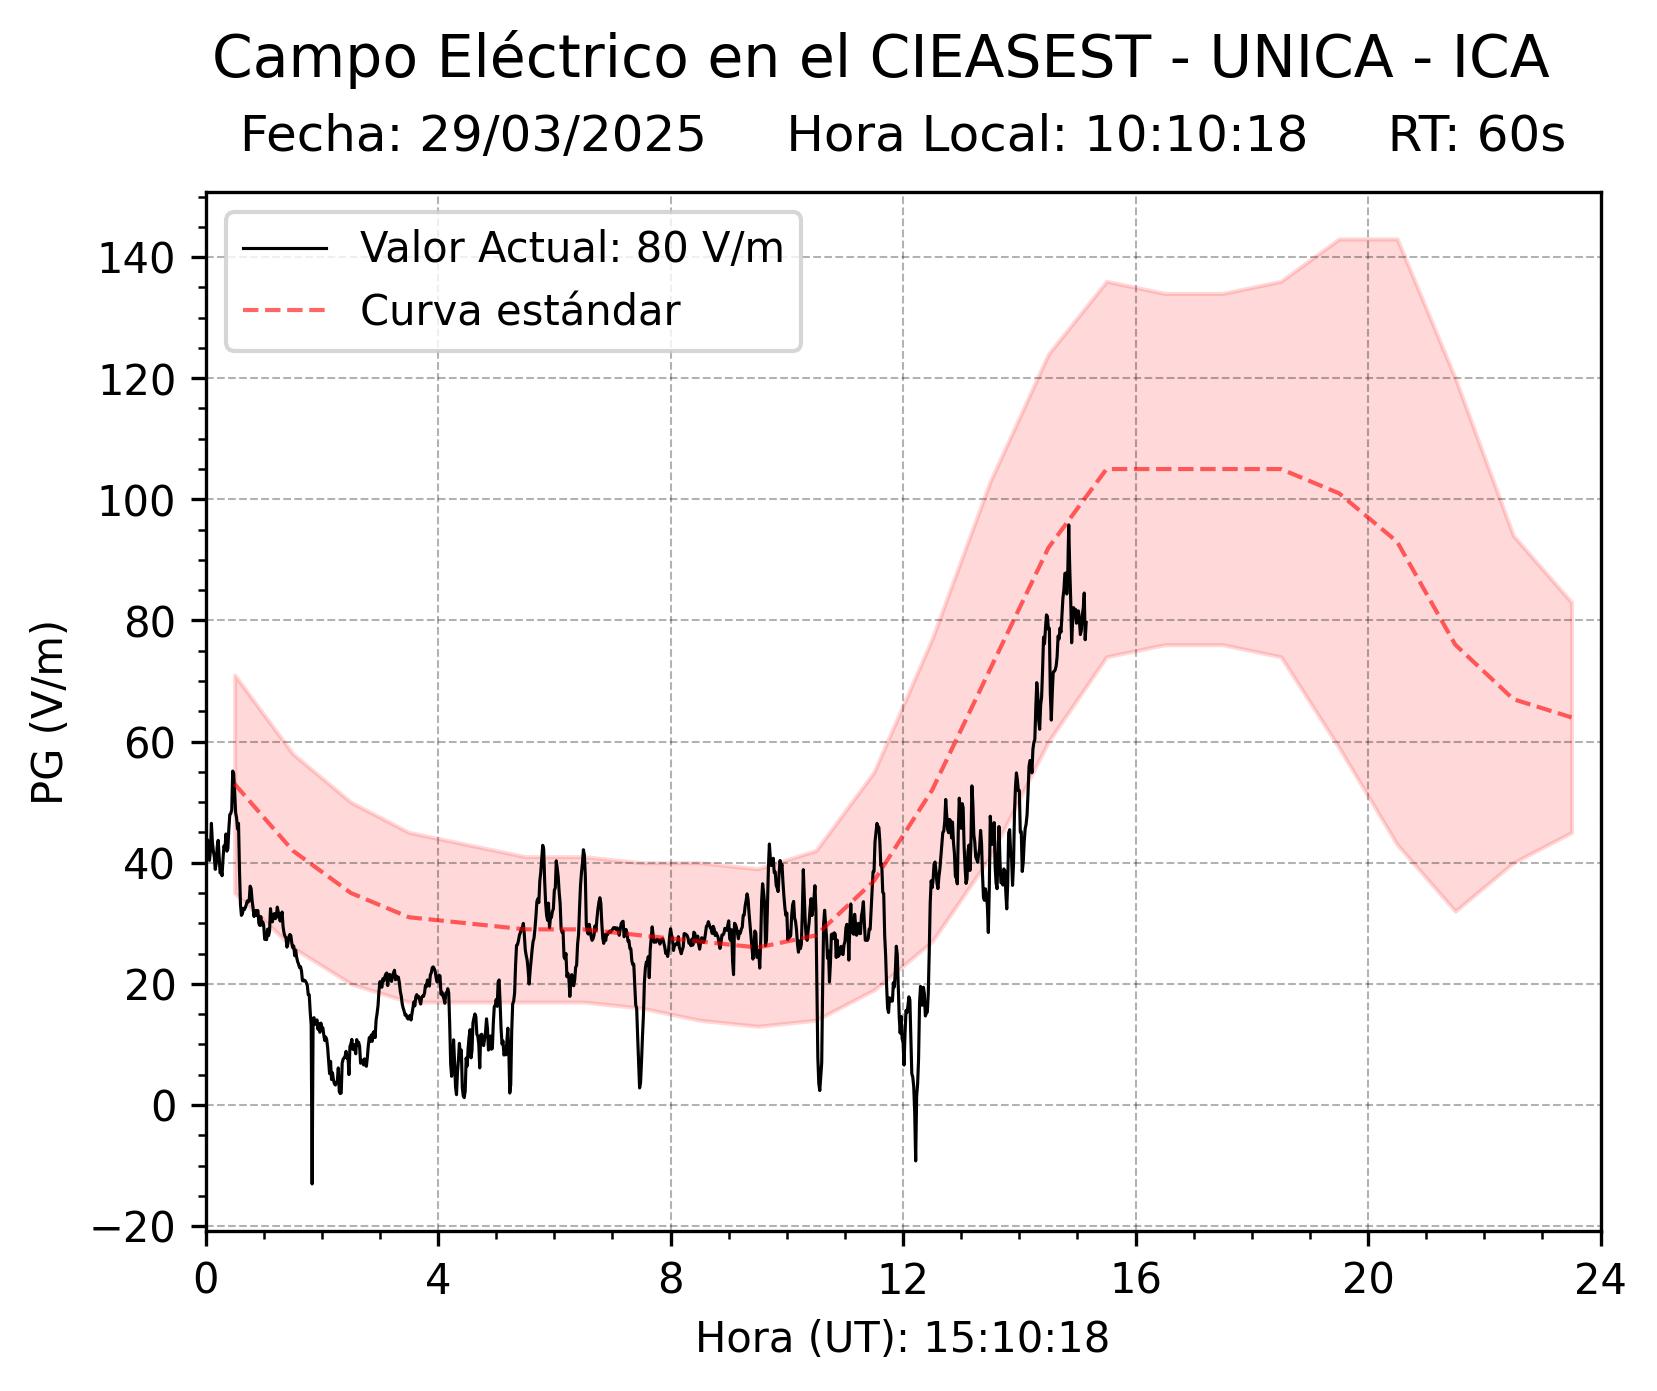 Campo Eléctrico en el CIEASEST - UNICA - ICA
Fecha: 29/03/2025 Hora Local: 10:10:18 RT: 60s
Valor Actual: 80 V/m
Curva estándar
140
120
100
80
60
40
20
0
−20
PG (V/m)
0 4 8 12 16 20 24
Hora (UT): 15:10:18